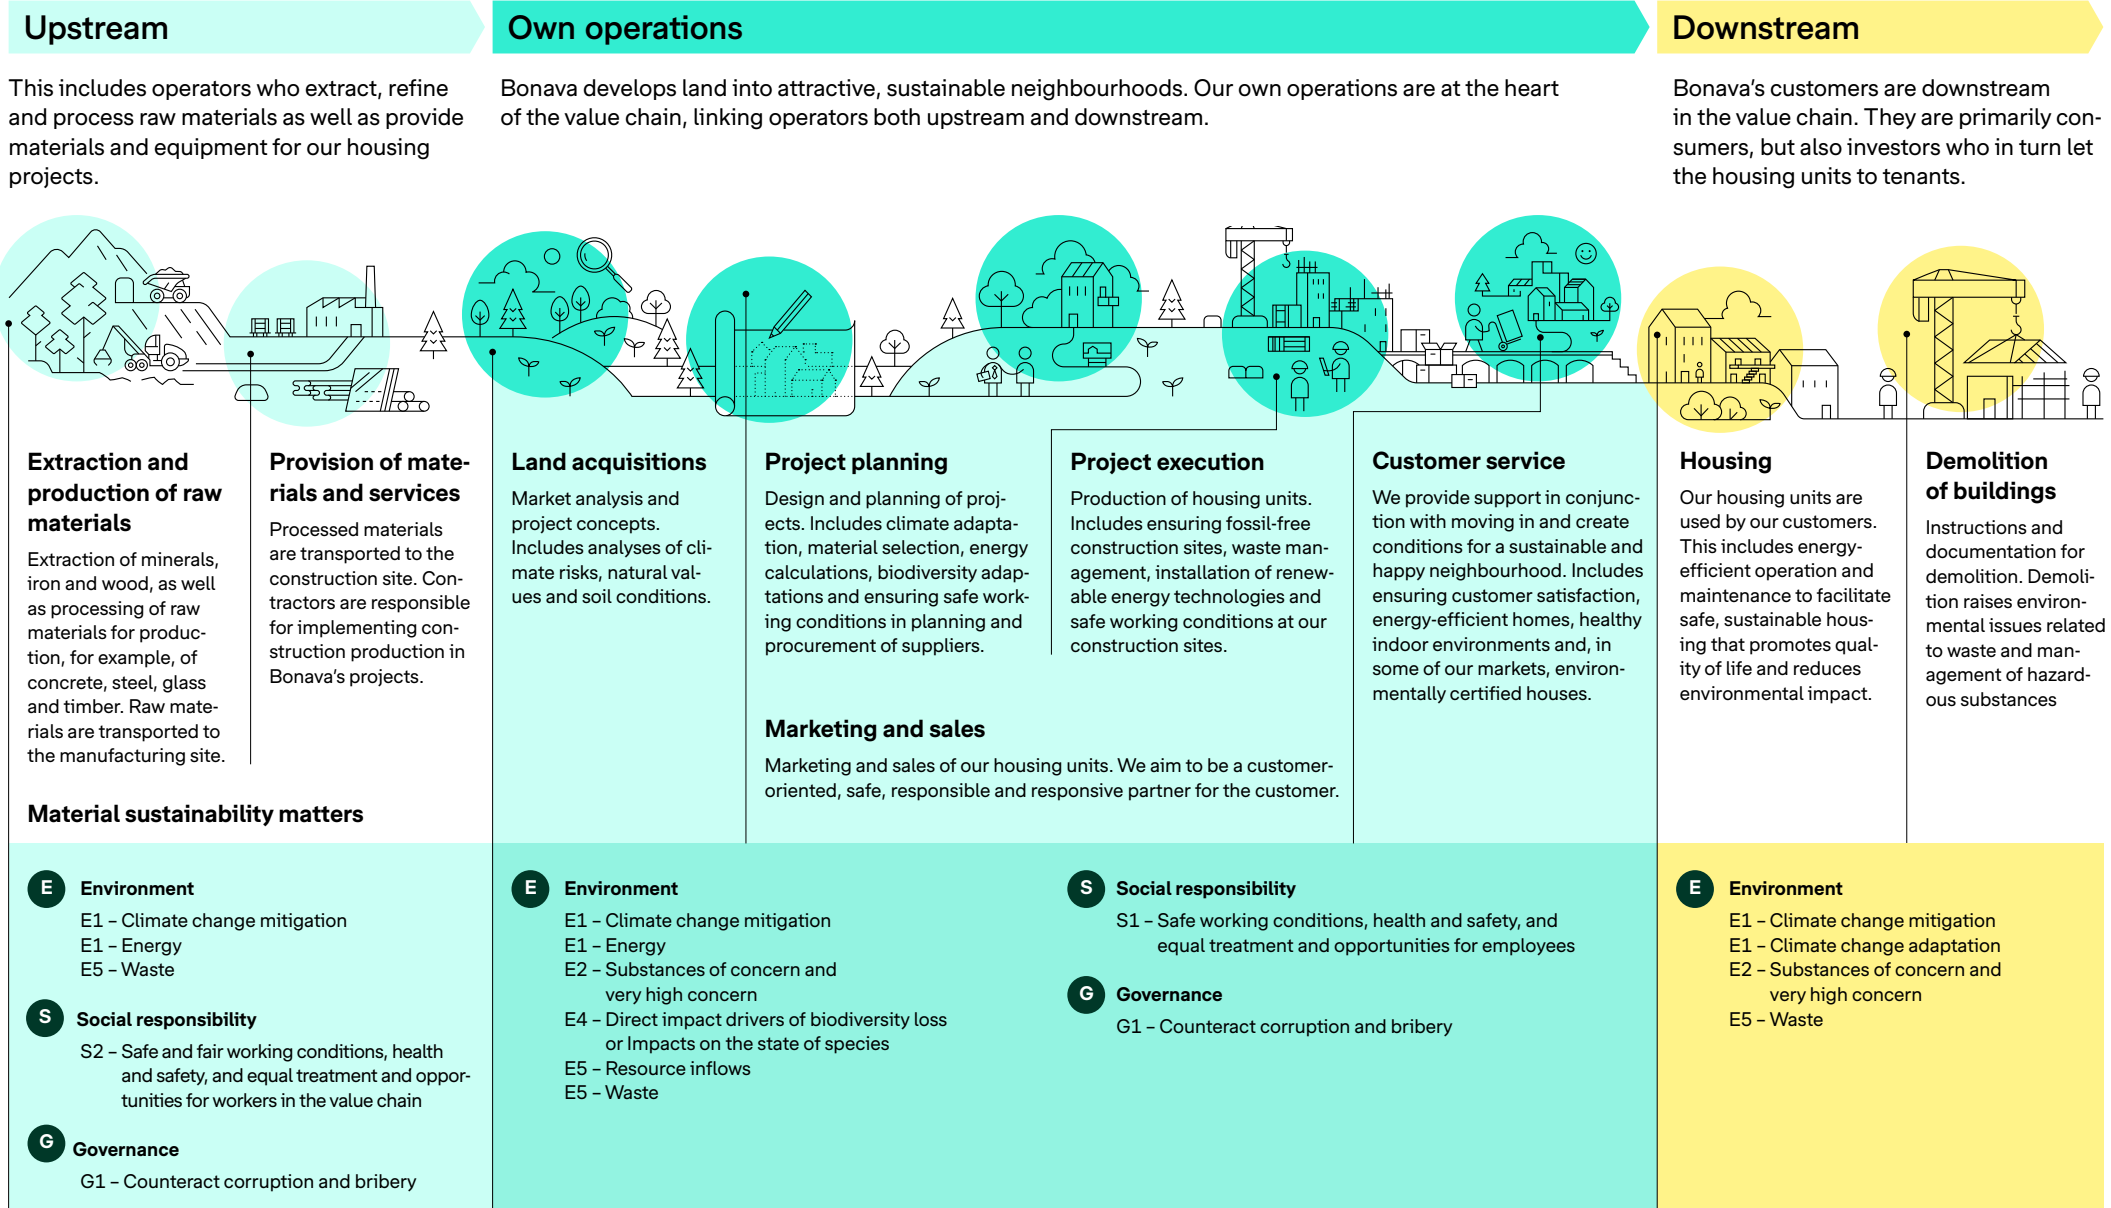 Upstream
This includes operators who extract, refine
and process raw materials as well as provide
materials and equipment for our housing
projects.
Own operations
Bonava develops land into attractive, sustainable neighbourhoods. Our own operations are at the heart
of the value chain, linking operators both upstream and downstream.
Downstream
Bonava’s customers are downstream
in the value chain. They are primarily con-
sumers, but also investors who in turn let
the housing units to tenants.
Extraction and
production of raw
materials
Extraction of minerals,
iron and wood, as well
as processing of raw
materials for produc-
tion, for example, of
concrete, steel, glass
and timber. Raw mate-
rials are transported to
the manufacturing site.
Provision of mate-
rials and services
Processed materials
are transported to the
construction site. Con-
tractors are responsible
for implementing con-
struction production in
Bonava’s projects.
Land acquisitions
Market analysis and
project concepts.
Includes analyses of cli-
mate risks, natural val-
ues and soil conditions.
Project planning
Design and planning of proj-
ects. Includes climate adapta-
tion, material selection, energy
calculations, biodiversity adap-
tations and ensuring safe work-
ing conditions in planning and
procurement of suppliers.
Project execution
Production of housing units.
Includes ensuring fossil-free
construction sites, waste man-
agement, installation of renew-
able energy technologies and
safe working conditions at our
construction sites.
Marketing and sales
Marketing and sales of our housing units. We aim to be a customer-
oriented, safe, responsible and responsive partner for the customer.
Customer service
We provide support in conjunc-
tion with moving in and create
conditions for a sustainable and
happy neighbourhood. Includes
ensuring customer satisfaction,
energy-efficient homes, healthy
indoor environments and, in
some of our markets, environ-
mentally certified houses.
Housing
Our housing units are
used by our customers.
This includes energy-
efficient operation and
maintenance to facilitate
safe, sustainable hous-
ing that promotes qual-
ity of life and reduces
environmental impact.
Demolition
of buildings
Instructions and
documentation for
demolition. Demoli-
tion raises environ-
mental issues related
to waste and man-
agement of hazard-
ous substances
Material sustainability matters
E Environment
E1 – Climate change mitigation
E1 – Energy
E5 – Waste
S Social responsibility
S2 – Safe and fair working conditions, health
and safety, and equal treatment and oppor-
tunities for workers in the value chain
G Governance
G1 – Counteract corruption and bribery
E Environment
E1 – Climate change mitigation
E1 – Energy
E2 – Substances of concern and
very high concern
E4 – Direct impact drivers of biodiversity loss
or Impacts on the state of species
E5 – Resource inflows
E5 – Waste
S Social responsibility
S1 – Safe working conditions, health and safety, and
equal treatment and opportunities for employees
G Governance
G1 – Counteract corruption and bribery
E Environment
E1 – Climate change mitigation
E1 – Climate change adaptation
E2 – Substances of concern and
very high concern
E5 – Waste